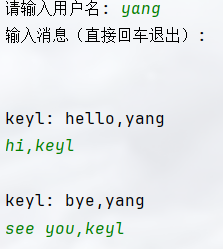 请输入用户名: yang
输入消息（直接回车退出）:
keyl: hello,yang
hi,keyl
keyl: bye,yang
see you,keyl